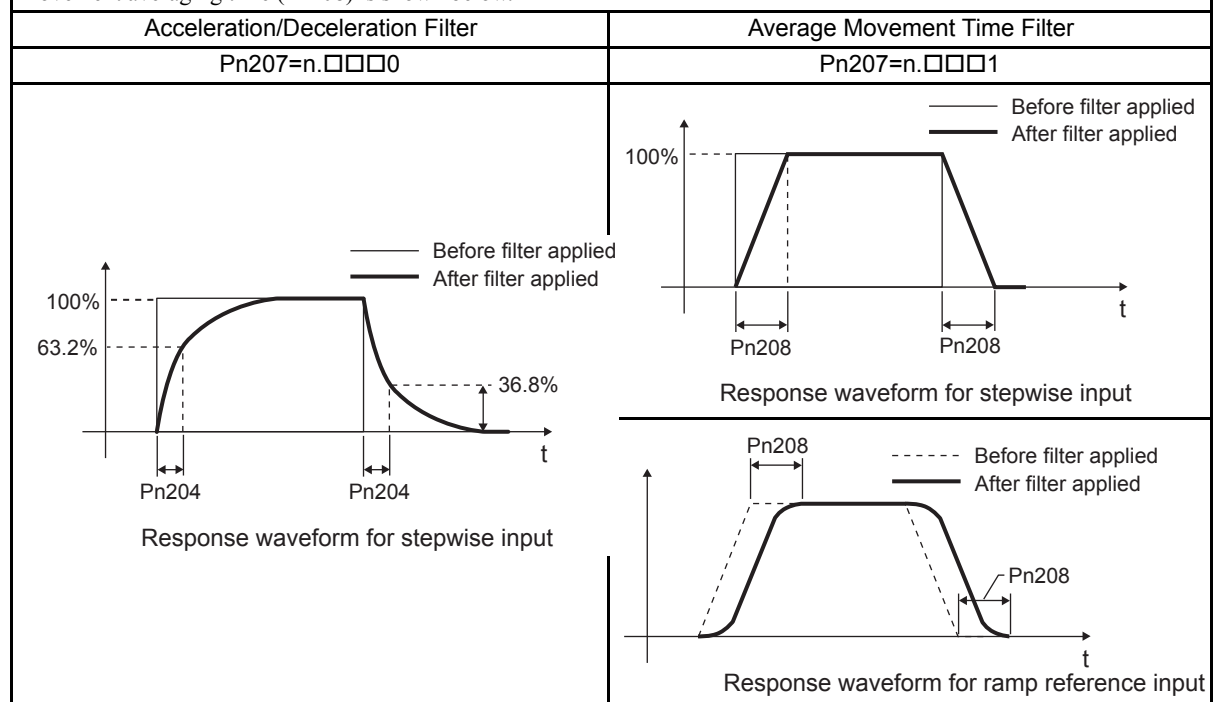 Acceleration/Deceleration Filter
Average Movement Time Filter
Pn207=n.□□□0
Pn207=n.□□□1
Before filter applied
After filter applied
100%
63.2%
36.8%
t
Pn204
Pn204
Response waveform for stepwise input
Before filter applied
After filter applied
100%
t
Pn208
Pn208
Response waveform for stepwise input
Pn208
Before filter applied
After filter applied
Pn208
t
Response waveform for ramp reference input